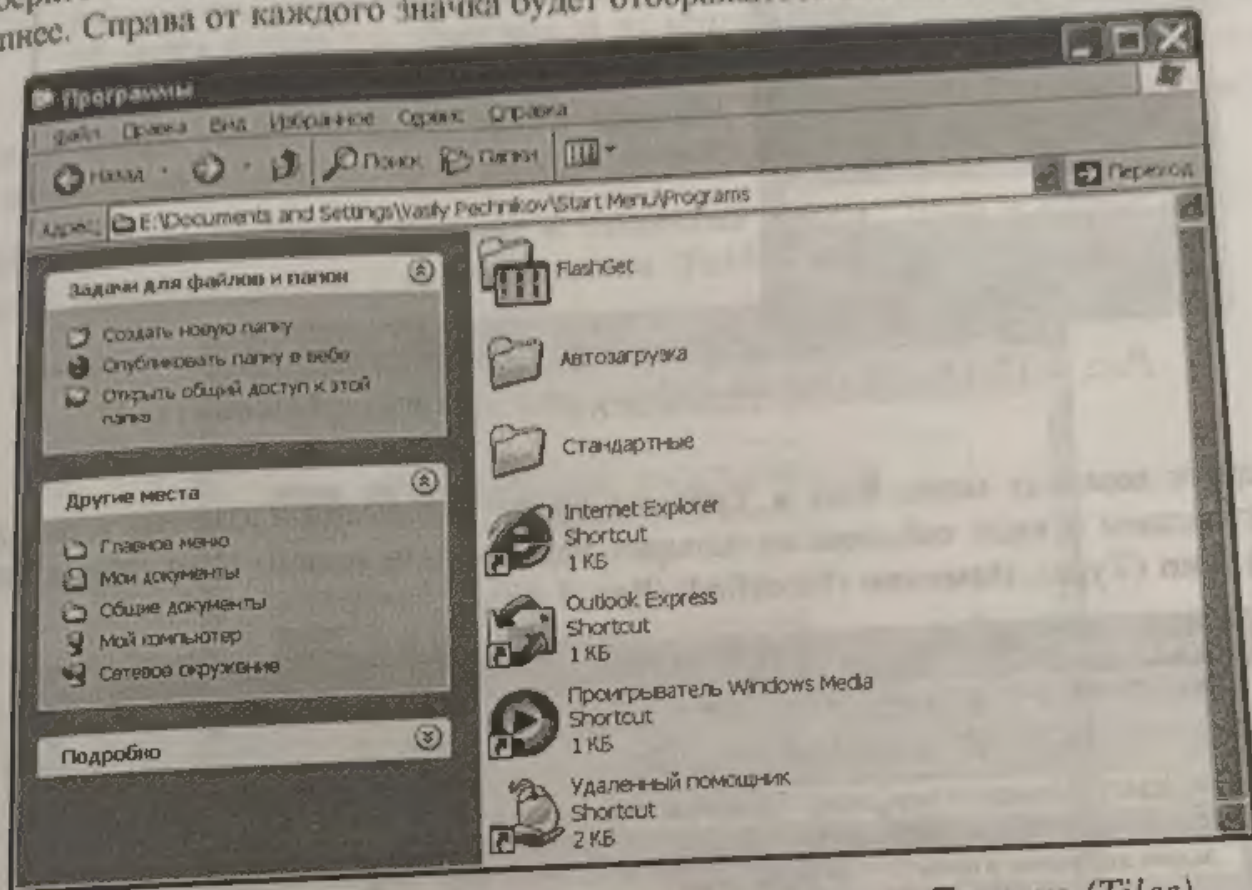 пнее. Справа от каждого значка будет
Программы
Файл Правка Вид Избранное Сервис Справка
Назад Поиск Папки
Адрес: E:\Documents and Settings\Vasily Pechnikov\Start Menu\Programs Переход
Задачи для файлов и папок
Создать новую папку
Опубликовать папку в вебе
Открыть общий доступ к этой
папке
Другие места
Главное меню
Мои документы
Общие документы
Мой компьютер
Сетевое окружение
Подробно
FlashGet
Автозагрузка
Стандартные
Internet Explorer
Shortcut
1 КБ
Outlook Express
Shortcut
1 КБ
Проигрыватель Windows Media
Shortcut
1 КБ
Удаленный помощник
Shortcut
2 КБ
(Tiles)